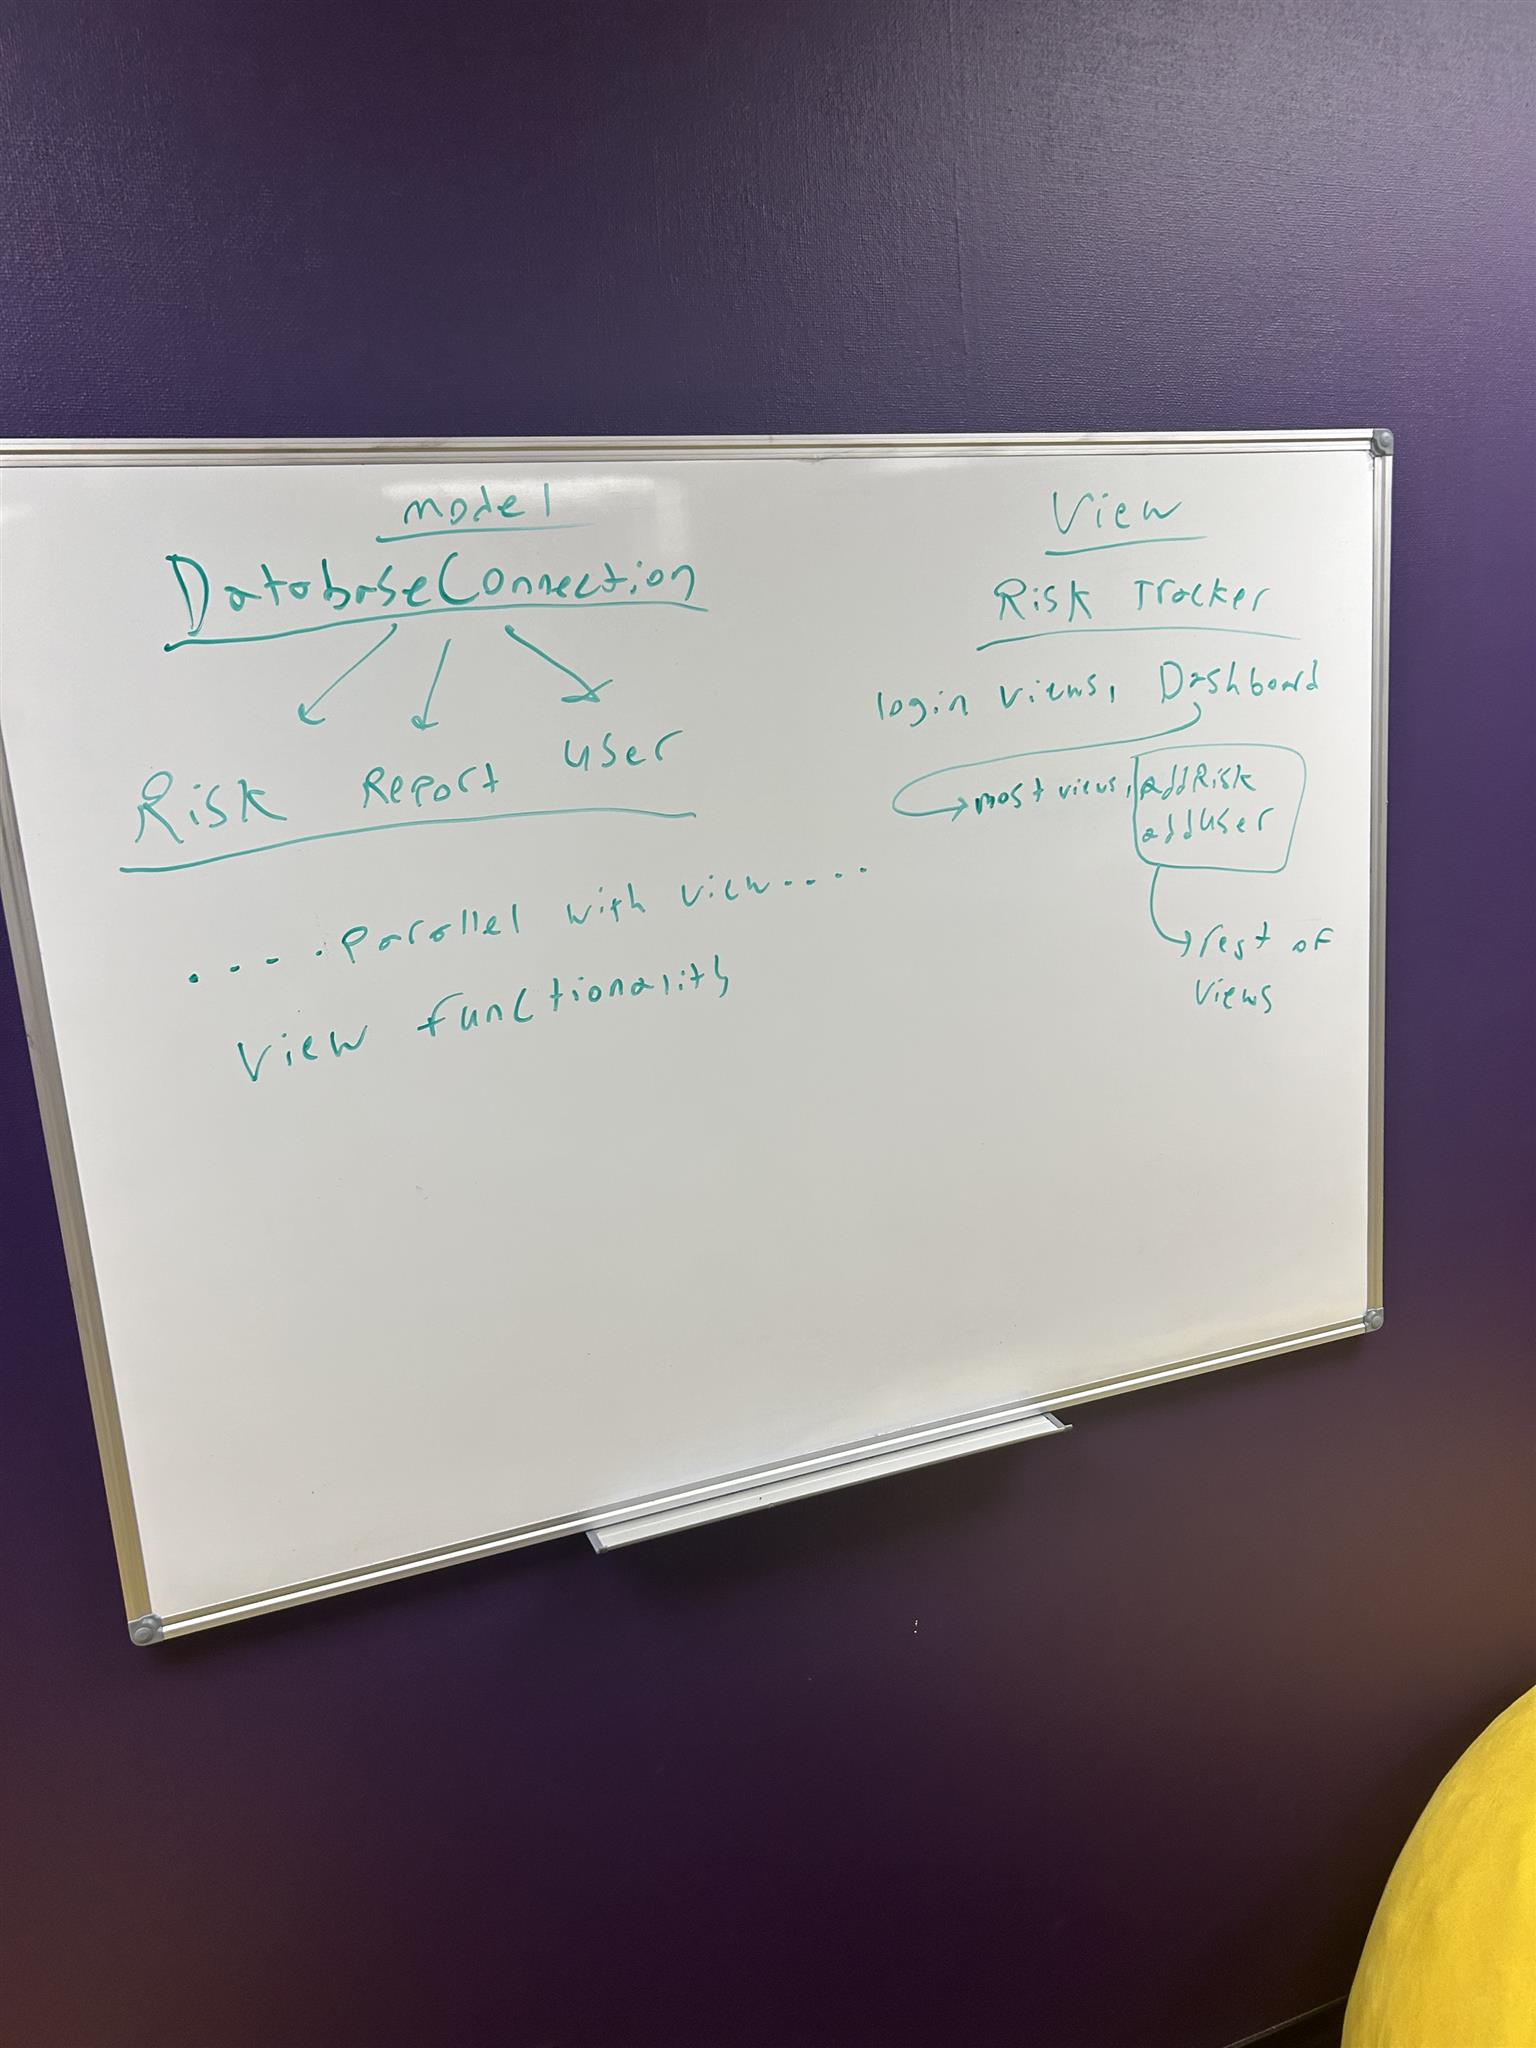 model
DatabaseConnection
Risk Report user
.....parallel with view....
View functionality
View
Risk Tracker
login views, Dashboard
most views, addRisk
addUser
rest of
views